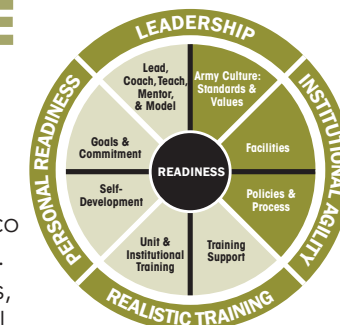 LEADERSHIP
Lead,
Coach, Teach,
Mentor,
& Model
Army Culture:
Standards &
Values
INSTITUTIONAL AGILITY
Facilities
Policies &
Process
Training
Support
REALISTIC TRAINING
Unit &
Institutional
Training
Self-
Development
Goals &
Commitment
PERSONAL READINESS
READINESS